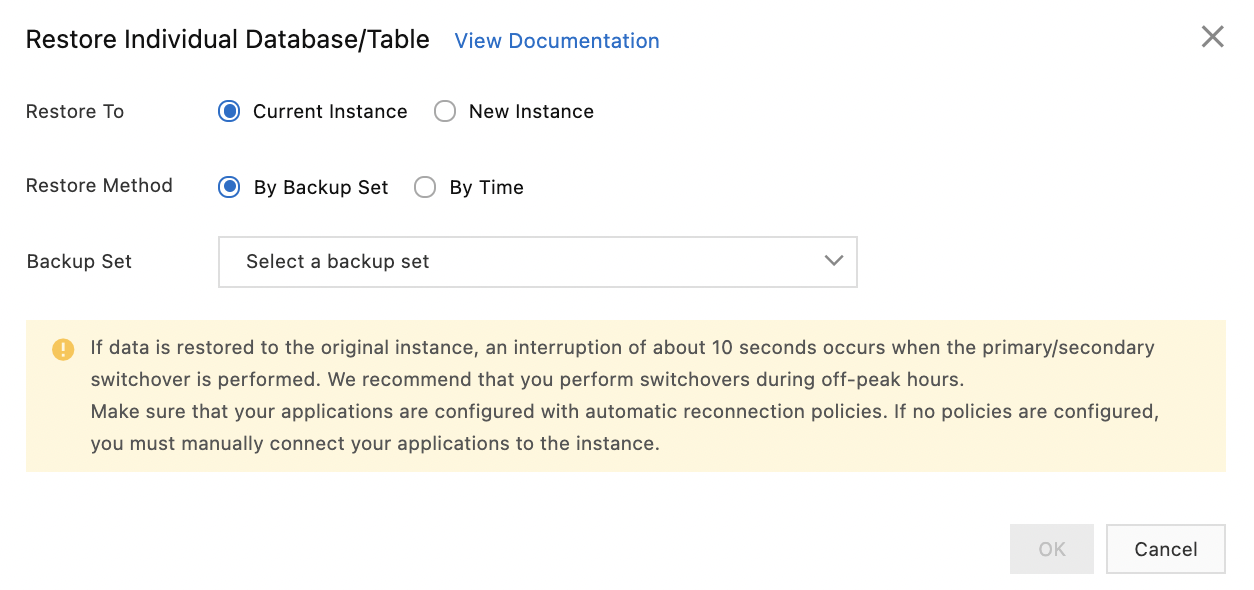 Restore Individual Database/Table View Documentation
Restore To Current Instance New Instance
Restore Method By Backup Set By Time
Backup Set Select a backup set
If data is restored to the original instance, an interruption of about 10 seconds occurs when the primary/secondary
switchover is performed. We recommend that you perform switchovers during off-peak hours.
Make sure that your applications are configured with automatic reconnection policies. If no policies are configured,
you must manually connect your applications to the instance.
OK Cancel